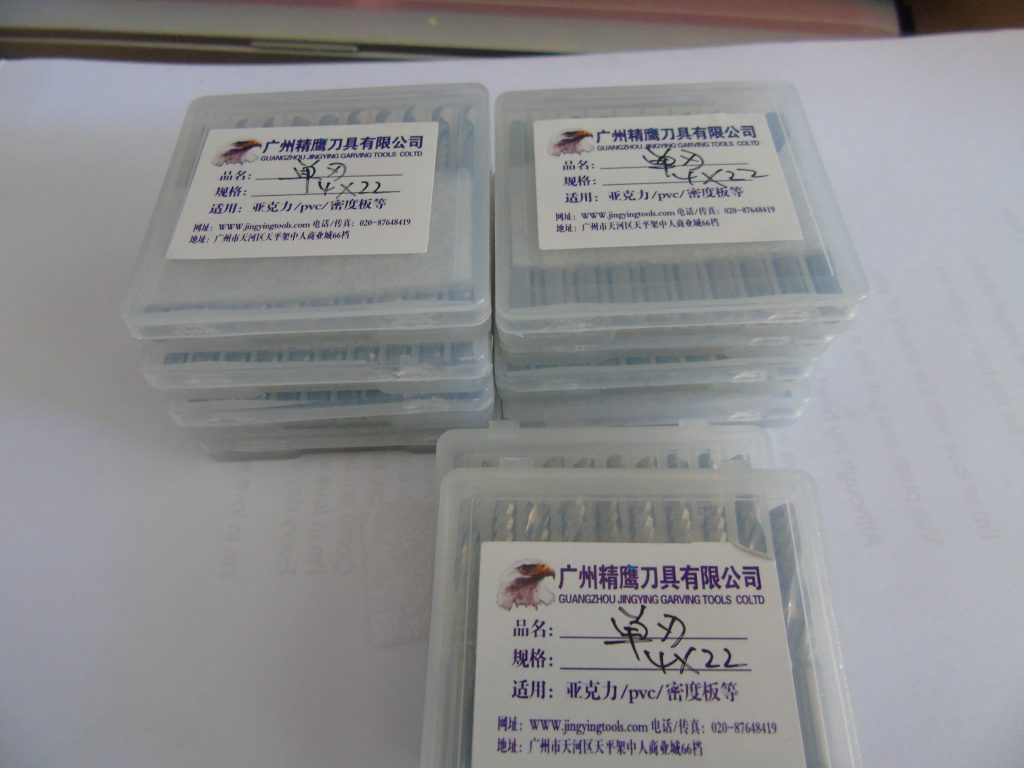 广州精鹰刀具有限公司
GUANGZHOU JINGYING GARVING TOOLS COLTD
品名: 单刃
规格: 4×22
适用: 亚克力/pvc/密度板等
网址: WWW.jingyingtools.com 电话/传真: 020-87648419
地址: 广州市天河区天平架中人商业城66档
广州精鹰刀具有限公司
GUANGZHOU JINGYING GARVING TOOLS COLTD
品名: 单刃
规格: 4×22
适用: 亚克力/pvc/密度板等
网址: WWW.jingyingtools.com 电话/传真: 020-87648419
地址: 广州市天河区天平架中人商业城66档
广州精鹰刀具有限公司
GUANGZHOU JINGYING GARVING TOOLS COLTD
品名: 单刃
规格: 4×22
适用: 亚克力/pvc/密度板等
网址: WWW.jingyingtools.com 电话/传真: 020-87648419
地址: 广州市天河区天平架中人商业城66档